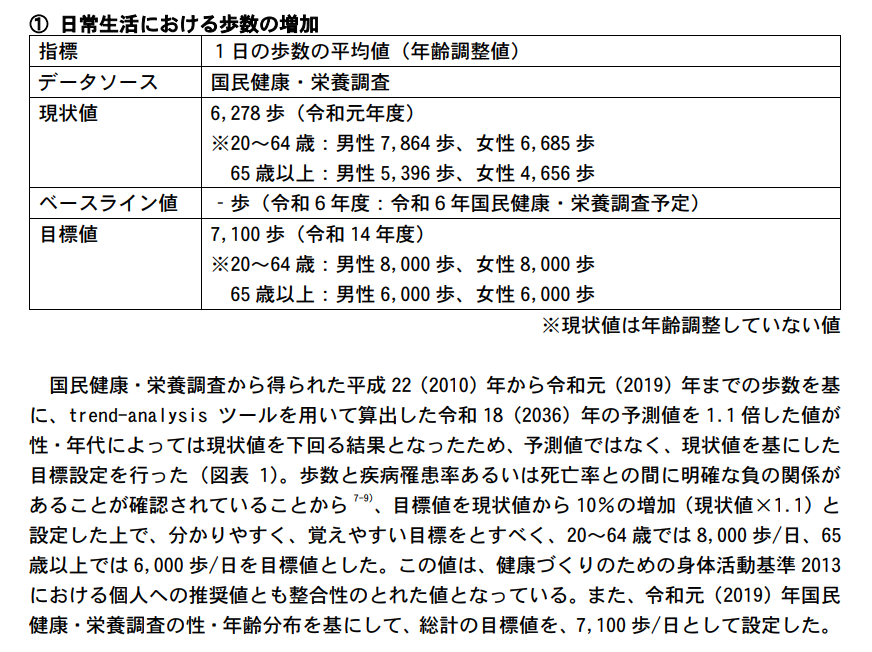 ① 日常生活における歩数の増加
指標 1日の歩数の平均値（年齢調整値）
データソース 国民健康・栄養調査
現状値 6,278 歩（令和元年度）
※20～64 歳：男性 7,864 歩、女性 6,685 歩
65 歳以上：男性 5,396 歩、女性 4,656 歩
ベースライン値 ‐歩（令和６年度：令和６年国民健康・栄養調査予定）
目標値 7,100 歩（令和 14 年度）
※20～64 歳：男性 8,000 歩、女性 8,000 歩
65 歳以上：男性 6,000 歩、女性 6,000 歩
※現状値は年齢調整していない値
国民健康・栄養調査から得られた平成 22（2010）年から令和元（2019）年までの歩数を基
に、trend-analysis ツールを用いて算出した令和 18（2036）年の予測値を 1.1 倍した値が
性・年代によっては現状値を下回る結果となったため、予測値ではなく、現状値を基にした
目標設定を行った（図表 1）。歩数と疾病罹患率あるいは死亡率との間に明確な負の関係が
あることが確認されていることから 7-9)、目標値を現状値から 10％の増加（現状値×1.1）と
設定した上で、分かりやすく、覚えやすい目標をとすべく、20～64 歳では 8,000 歩/日、65
歳以上では 6,000 歩/日を目標値とした。この値は、健康づくりのための身体活動基準 2013
における個人への推奨値とも整合性のとれた値となっている。また、令和元（2019）年国民
健康・栄養調査の性・年齢分布を基にして、総計の目標値を、7,100 歩/日として設定した。